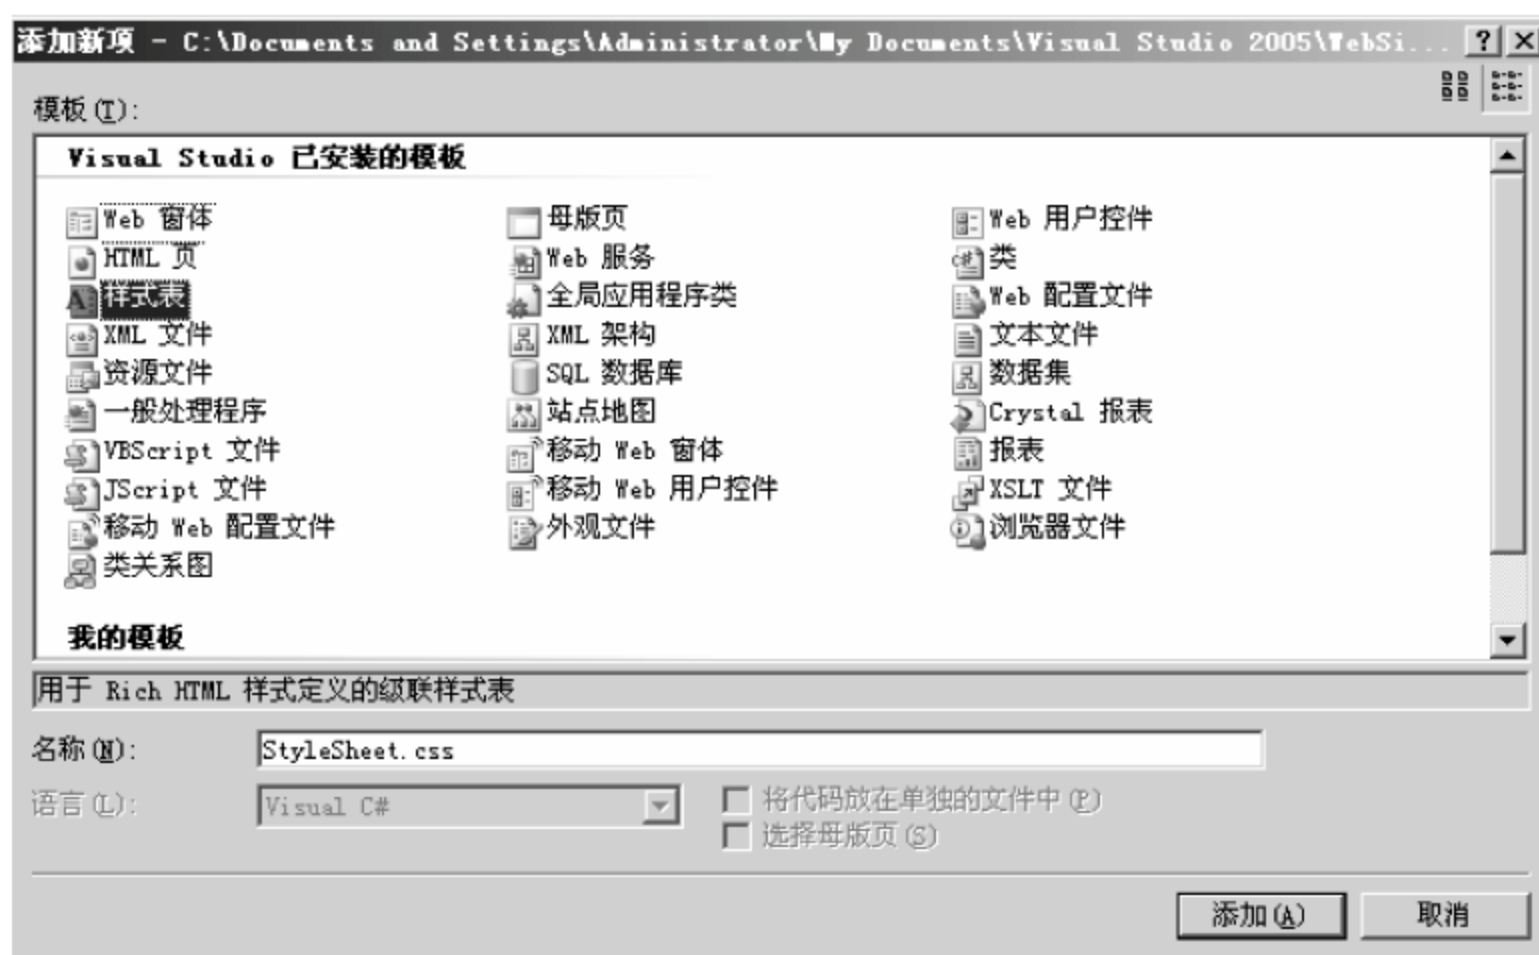 添加新项 - C:\Documents and Settings\Administrator\My Documents\Visual Studio 2005\WebSi...
模板(T):
Visual Studio 已安装的模板
Web 窗体 母版页 Web 用户控件
HTML 页 Web 服务 类
样式表 全局应用程序类 Web 配置文件
XML 文件 XML 架构 文本文件
资源文件 SQL 数据库 数据集
一般处理程序 站点地图 Crystal 报表
VBScript 文件 移动 Web 窗体 报表
JScript 文件 移动 Web 用户控件 XSLT 文件
移动 Web 配置文件 外观文件 浏览器文件
类关系图
我的模板
用于 Rich HTML 样式定义的级联样式表
名称(N): StyleSheet.css
语言(L): Visual C# 将代码放在单独的文件中(P)
选择母版页(S)
添加(A) 取消